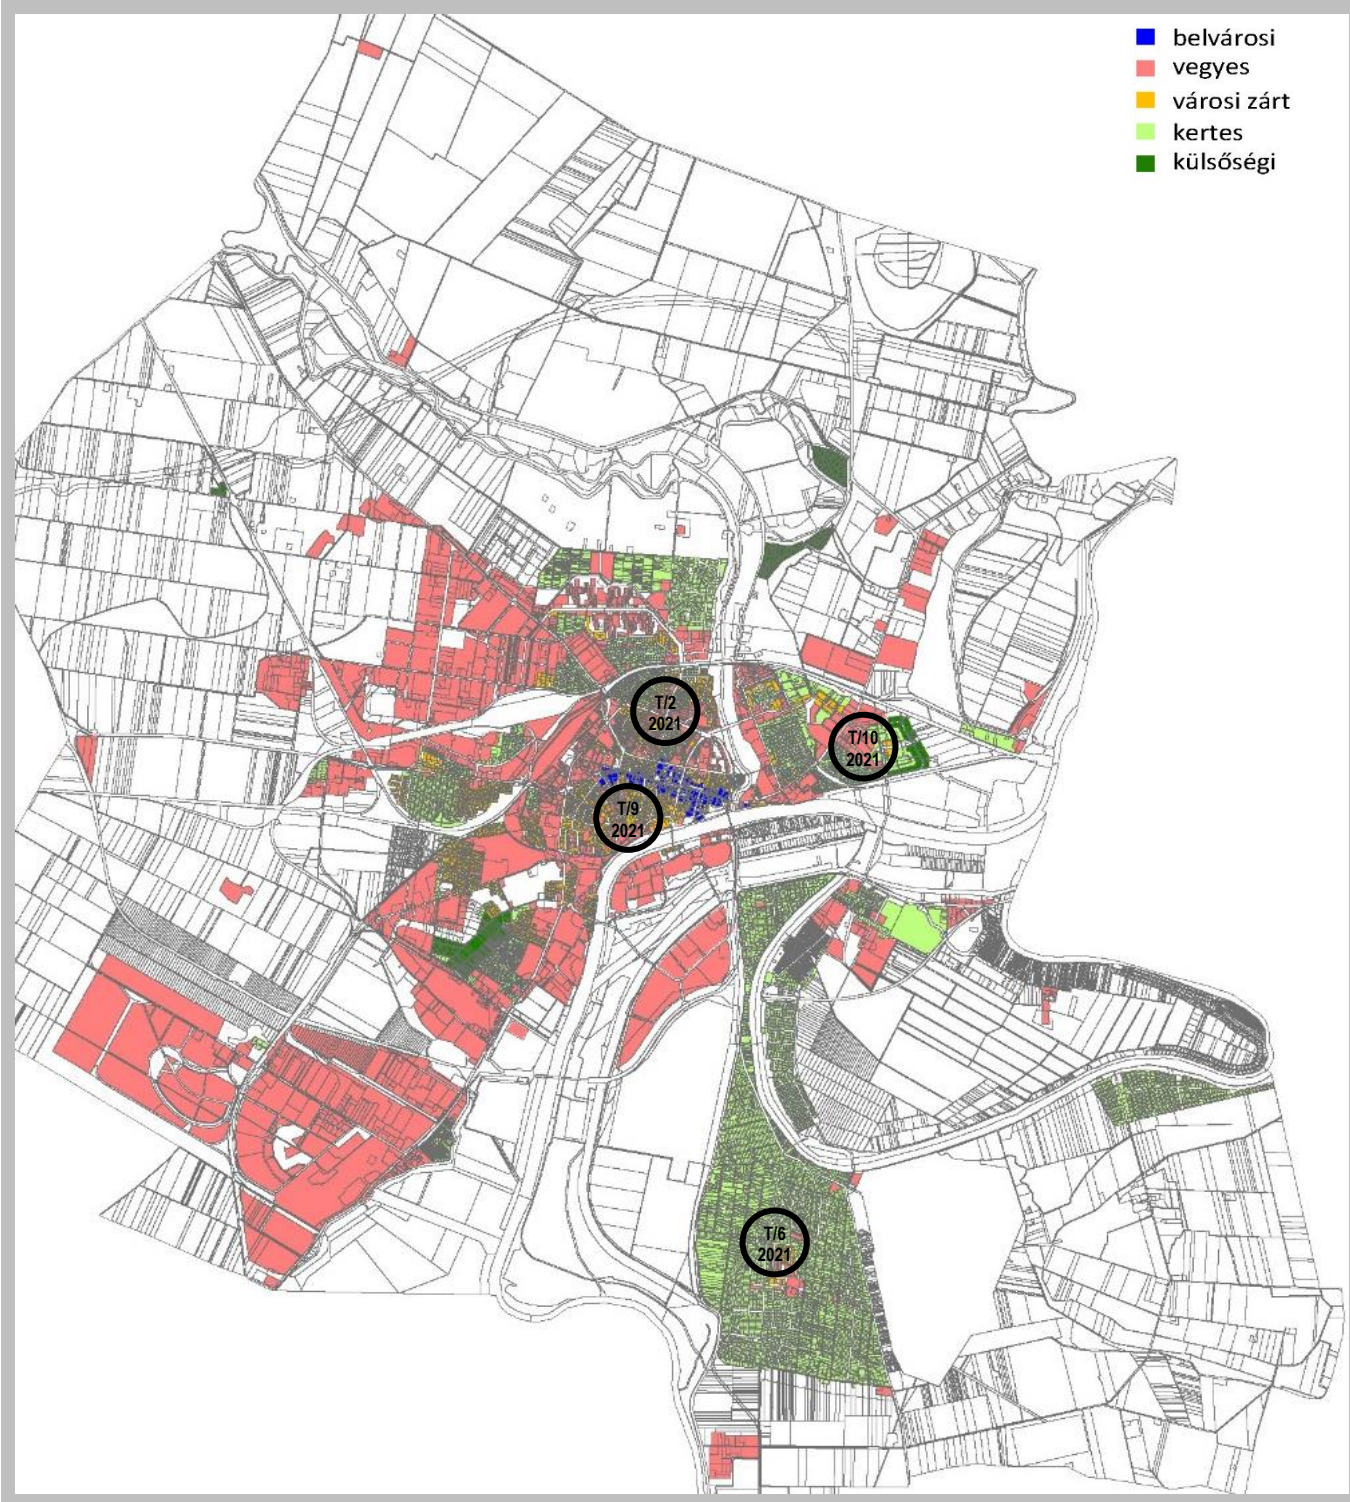 belvárosi
vegyes
városi zárt
kertes
külsőségi
T/2
2021
T/10
2021
T/9
2021
T/6
2021